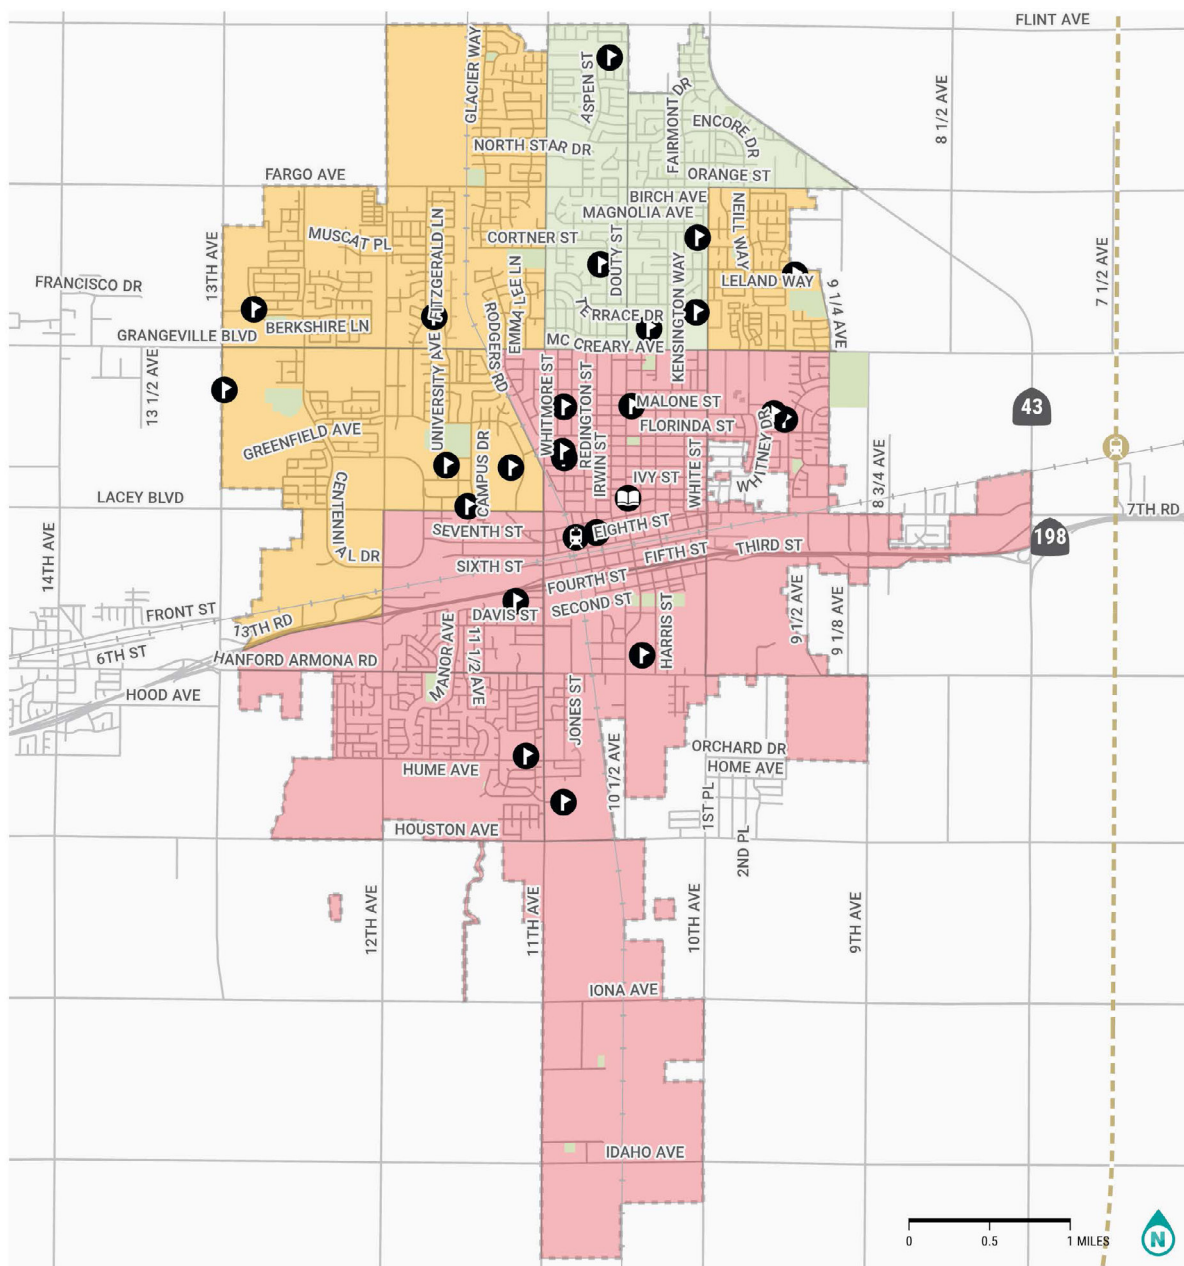 FLINT AVE
GLACIER WAY
ASPEN ST
FAIRMONT DR
ENCORE DR
8 1/2 AVE
NORTH STAR DR
ORANGE ST
FARGO AVE
BIRCH AVE
MAGNOLIA AVE
NEILL WAY
MUSCAT PL
FITZGERALD LN
CORTNER ST
DOUTY ST
13TH AVE
7 1/2 AVE
FRANCISCO DR
EMMA LEE LN
KENSINGTON WAY
LELAND WAY
9 1/4 AVE
TERRACE DR
BERKSHIRE LN
GRANGEVILLE BLVD
RODGERS RD
MC CREARY AVE
13 1/2 AVE
UNIVERSITY AVE
WHITMORE ST
REDINGTON ST
MALONE ST
43
FLORINDA ST
GREENFIELD AVE
CAMPUS DR
IRWIN ST
WHITNEY DR
WHITE ST
IVY ST
8 3/4 AVE
CENTENNIAL DR
LACEY BLVD
7TH RD
SEVENTH ST
EIGHTH ST
198
14TH AVE
SIXTH ST
FIFTH ST
THIRD ST
FOURTH ST
FRONT ST
13TH RD
DAVIS ST
SECOND ST
9 1/2 AVE
9 1/8 AVE
6TH ST
HANFORD ARMONA RD
MANOR AVE
11 1/2 AVE
HARRIS ST
HOOD AVE
JONES ST
ORCHARD DR
HUME AVE
10 1/2 AVE
HOME AVE
1ST PL
HOUSTON AVE
2ND PL
12TH AVE
11TH AVE
10TH AVE
9TH AVE
IONA AVE
IDAHO AVE
0 0.5 1 MILES
N